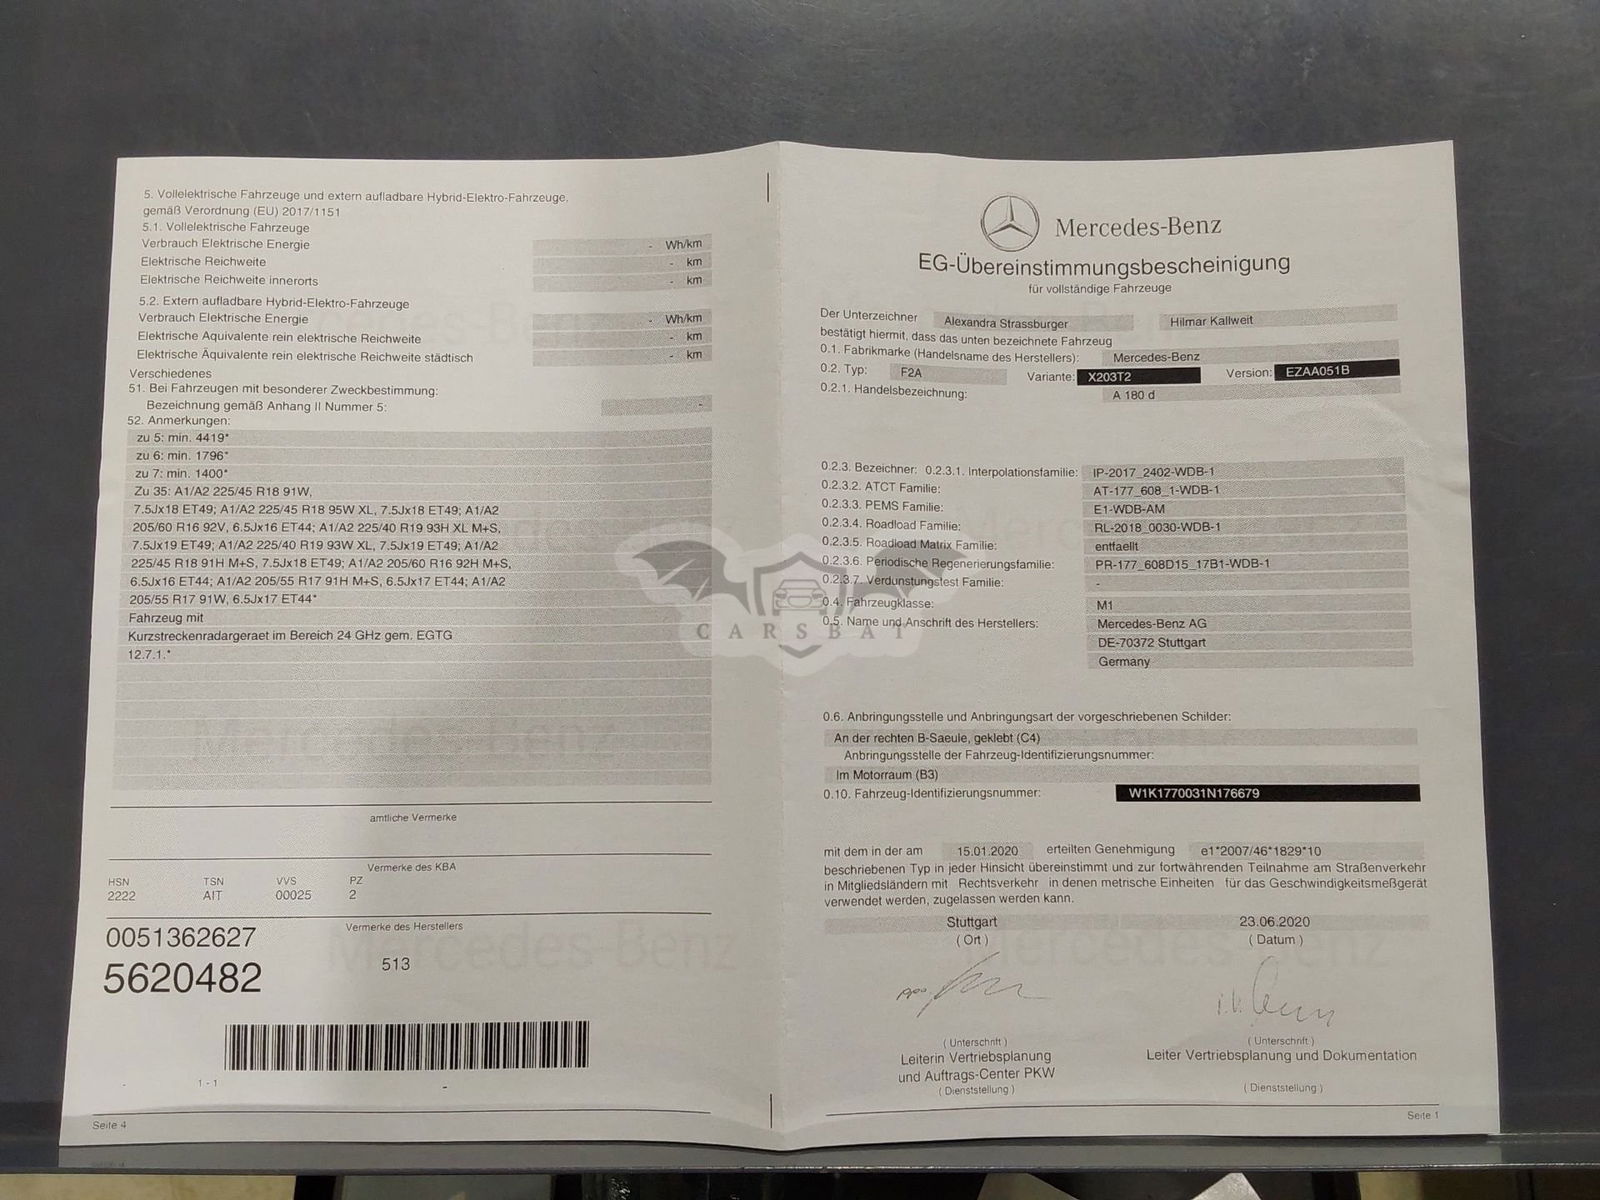 5. Vollelektrische Fahrzeuge und extern aufladbare Hybrid-Elektro-Fahrzeuge,
gemäß Verordnung (EU) 2017/1151
5.1. Vollelektrische Fahrzeuge
Verbrauch Elektrische Energie - Wh/km
Elektrische Reichweite - km
Elektrische Reichweite innerorts - km
5.2. Extern aufladbare Hybrid-Elektro-Fahrzeuge
Verbrauch Elektrische Energie - Wh/km
Elektrische Äquivalente rein elektrische Reichweite - km
Elektrische Äquivalente rein elektrische Reichweite städtisch - km
Verschiedenes
51. Bei Fahrzeugen mit besonderer Zweckbestimmung:
Bezeichnung gemäß Anhang II Nummer 5: -
52. Anmerkungen:
zu 5: min. 4419*
zu 6: min. 1796*
zu 7: min. 1400*
Zu 35: A1/A2 225/45 R18 91W,
7.5Jx18 ET49; A1/A2 225/45 R18 95W XL, 7.5Jx18 ET49; A1/A2
205/60 R16 92V, 6.5Jx16 ET44; A1/A2 225/40 R19 93H XL M+S,
7.5Jx19 ET49; A1/A2 225/40 R19 93W XL, 7.5Jx19 ET49; A1/A2
225/45 R18 91H M+S, 7.5Jx18 ET49; A1/A2 205/60 R16 92H M+S,
6.5Jx16 ET44; A1/A2 205/55 R17 91H M+S, 6.5Jx17 ET44; A1/A2
205/55 R17 91W, 6.5Jx17 ET44*
Fahrzeug mit
Kurzstreckenradargeraet im Bereich 24 GHz gem. EGTG
12.7.1.*
amtliche Vermerke
Vermerke des KBA
HSN TSN VVS PZ
2222 AIT 00025 2
Vermerke des Herstellers
0051362627
5620482 513
1 - 1
Seite 4
Mercedes-Benz
EG-Übereinstimmungsbescheinigung
für vollständige Fahrzeuge
Der Unterzeichner Alexandra Strassburger Hilmar Kallweit
bestätigt hiermit, dass das unten bezeichnete Fahrzeug
0.1. Fabrikmarke (Handelsname des Herstellers): Mercedes-Benz
0.2. Typ: F2A Variante: X203T2 Version: EZAA051B
0.2.1. Handelsbezeichnung: A 180 d
0.2.3. Bezeichner: 0.2.3.1. Interpolationsfamilie: IP-2017_2402-WDB-1
0.2.3.2. ATCT Familie: AT-177_608_1-WDB-1
0.2.3.3. PEMS Familie: E1-WDB-AM
0.2.3.4. Roadload Familie: RL-2018_0030-WDB-1
0.2.3.5. Roadload Matrix Familie: entfaellt
0.2.3.6. Periodische Regenerierungsfamilie: PR-177_608D15_17B1-WDB-1
0.2.3.7. Verdunstungstest Familie: -
0.4. Fahrzeugklasse: M1
0.5. Name und Anschrift des Herstellers: Mercedes-Benz AG
DE-70372 Stuttgart
Germany
CARSBAT
0.6. Anbringungsstelle und Anbringungsart der vorgeschriebenen Schilder:
An der rechten B-Saeule, geklebt (C4)
Anbringungsstelle der Fahrzeug-Identifizierungsnummer:
Im Motorraum (B3)
0.10. Fahrzeug-Identifizierungsnummer: W1K1770031N176679
mit dem in der am 15.01.2020 erteilten Genehmigung e1*2007/46*1829*10
beschriebenen Typ in jeder Hinsicht übereinstimmt und zur fortwährenden Teilnahme am Straßenverkehr
in Mitgliedsländern mit Rechtsverkehr in denen metrische Einheiten für das Geschwindigkeitsmeßgerät
verwendet werden, zugelassen werden kann.
Stuttgart 23.06.2020
( Ort ) ( Datum )
ppa. i.V.
( Unterschrift ) ( Unterschrift )
Leiterin Vertriebsplanung Leiter Vertriebsplanung und Dokumentation
und Auftrags-Center PKW
( Dienststellung ) ( Dienststellung )
Seite 1